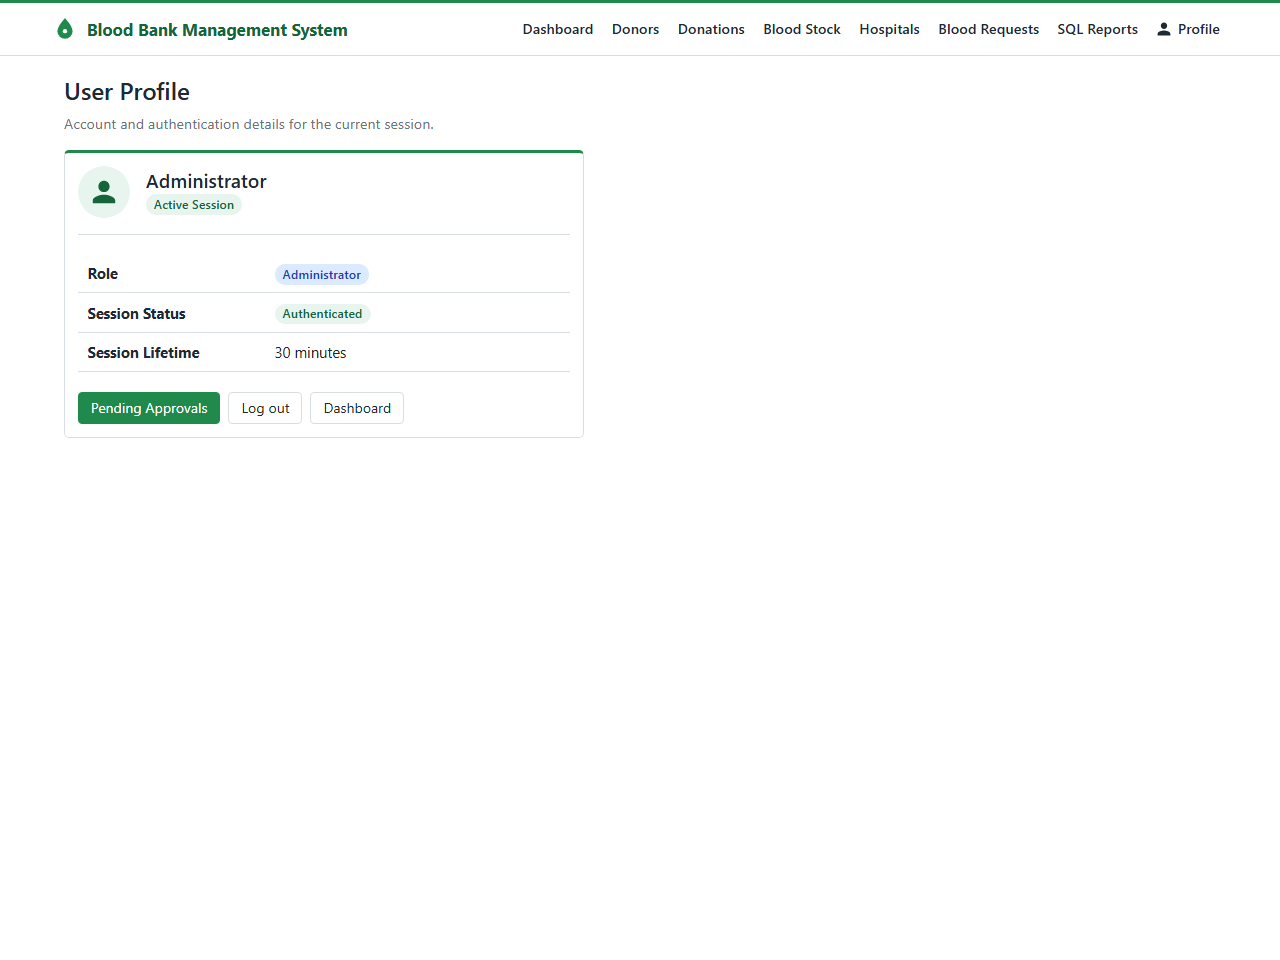 Blood Bank Management System
Dashboard Donors Donations Blood Stock Hospitals Blood Requests SQL Reports Profile
User Profile
Account and authentication details for the current session.
Administrator
Active Session
Role Administrator
Session Status Authenticated
Session Lifetime 30 minutes
Pending Approvals Log out Dashboard